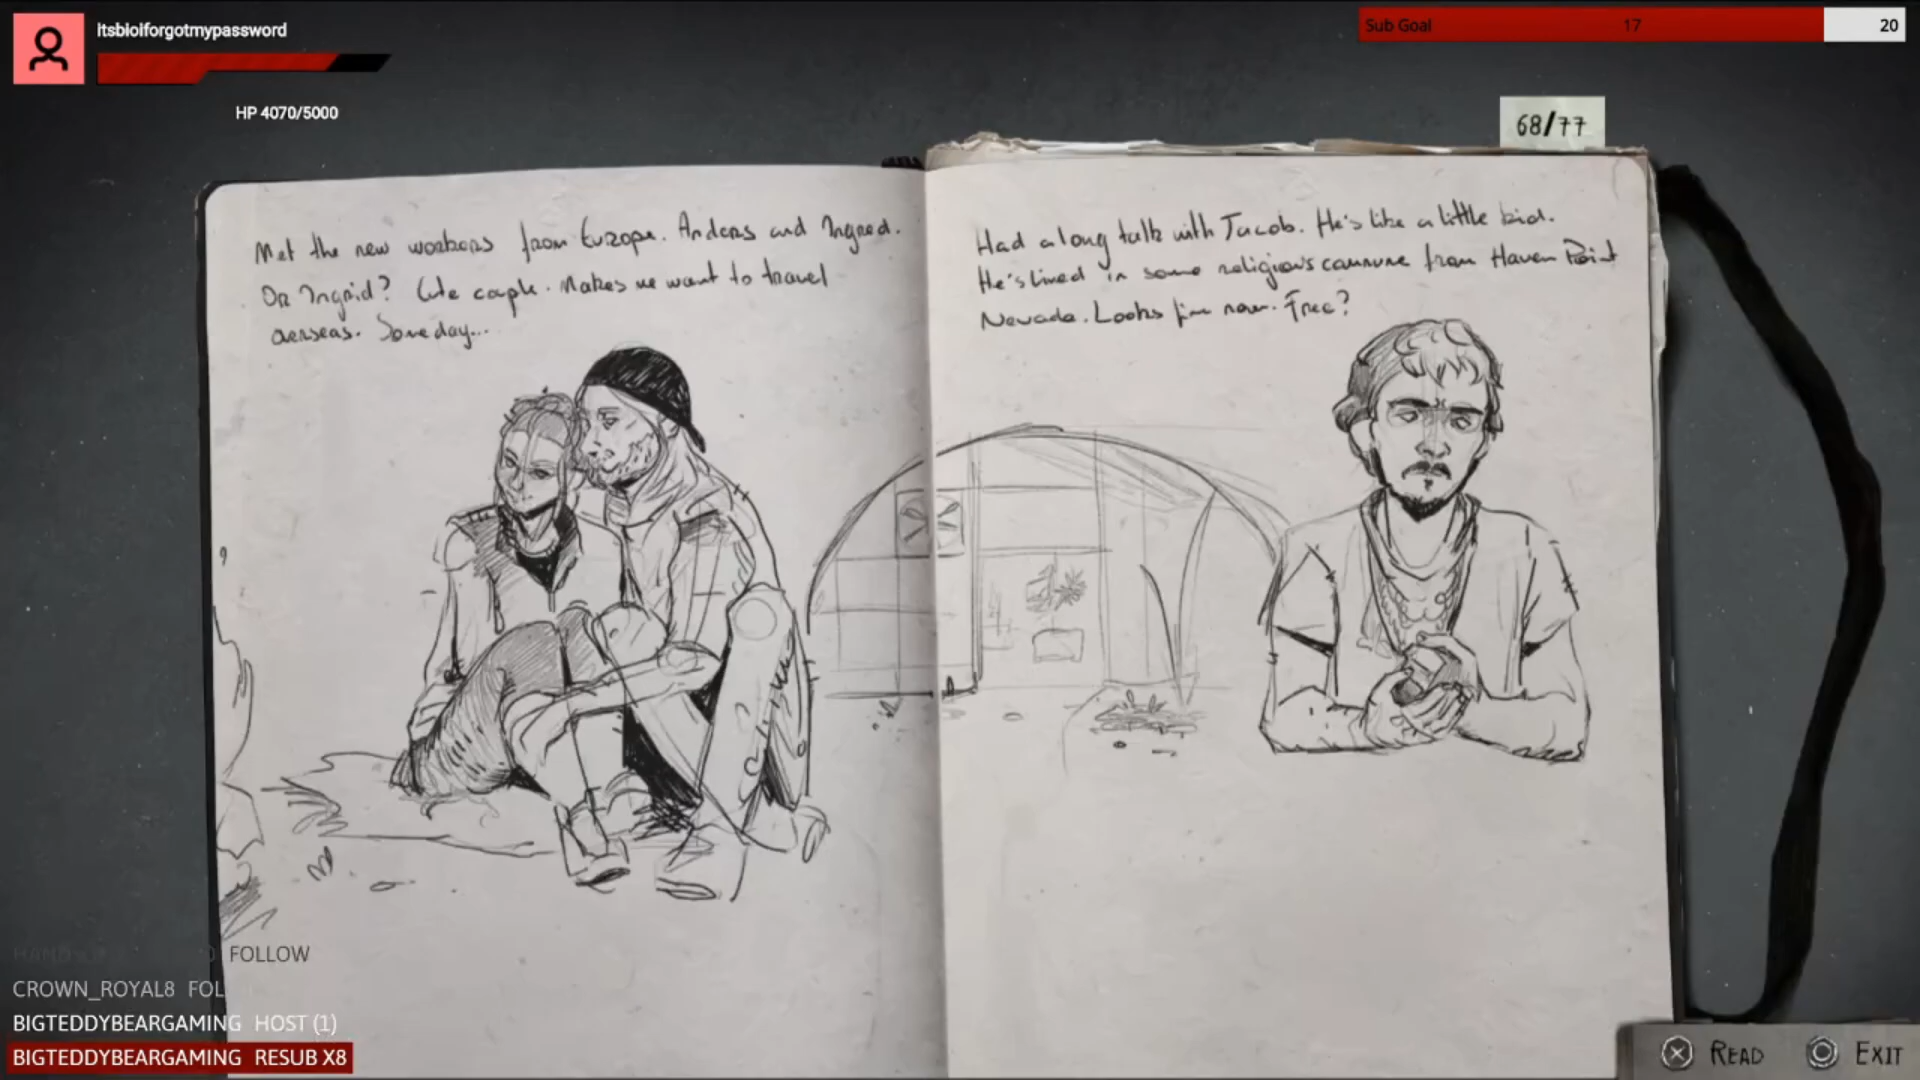 Itsblolforgotmypassword
HP 4070/5000
Sub Goal 17 20
68/77
Met the new workers from Europe. Anders and Ingred.
Or Ingrid? Cute couple. Makes me want to travel
overseas. Someday...
Had a long talk with Jacob. He's like a little kid.
He's lived in some religious commune from Haven Point
Nevada. Looks fine now. Free?
FOLLOW
CROWN_ROYAL8 FOL
BIGTEDDYBEARGAMING HOST (1)
BIGTEDDYBEARGAMING RESUB X8
READ EXIT